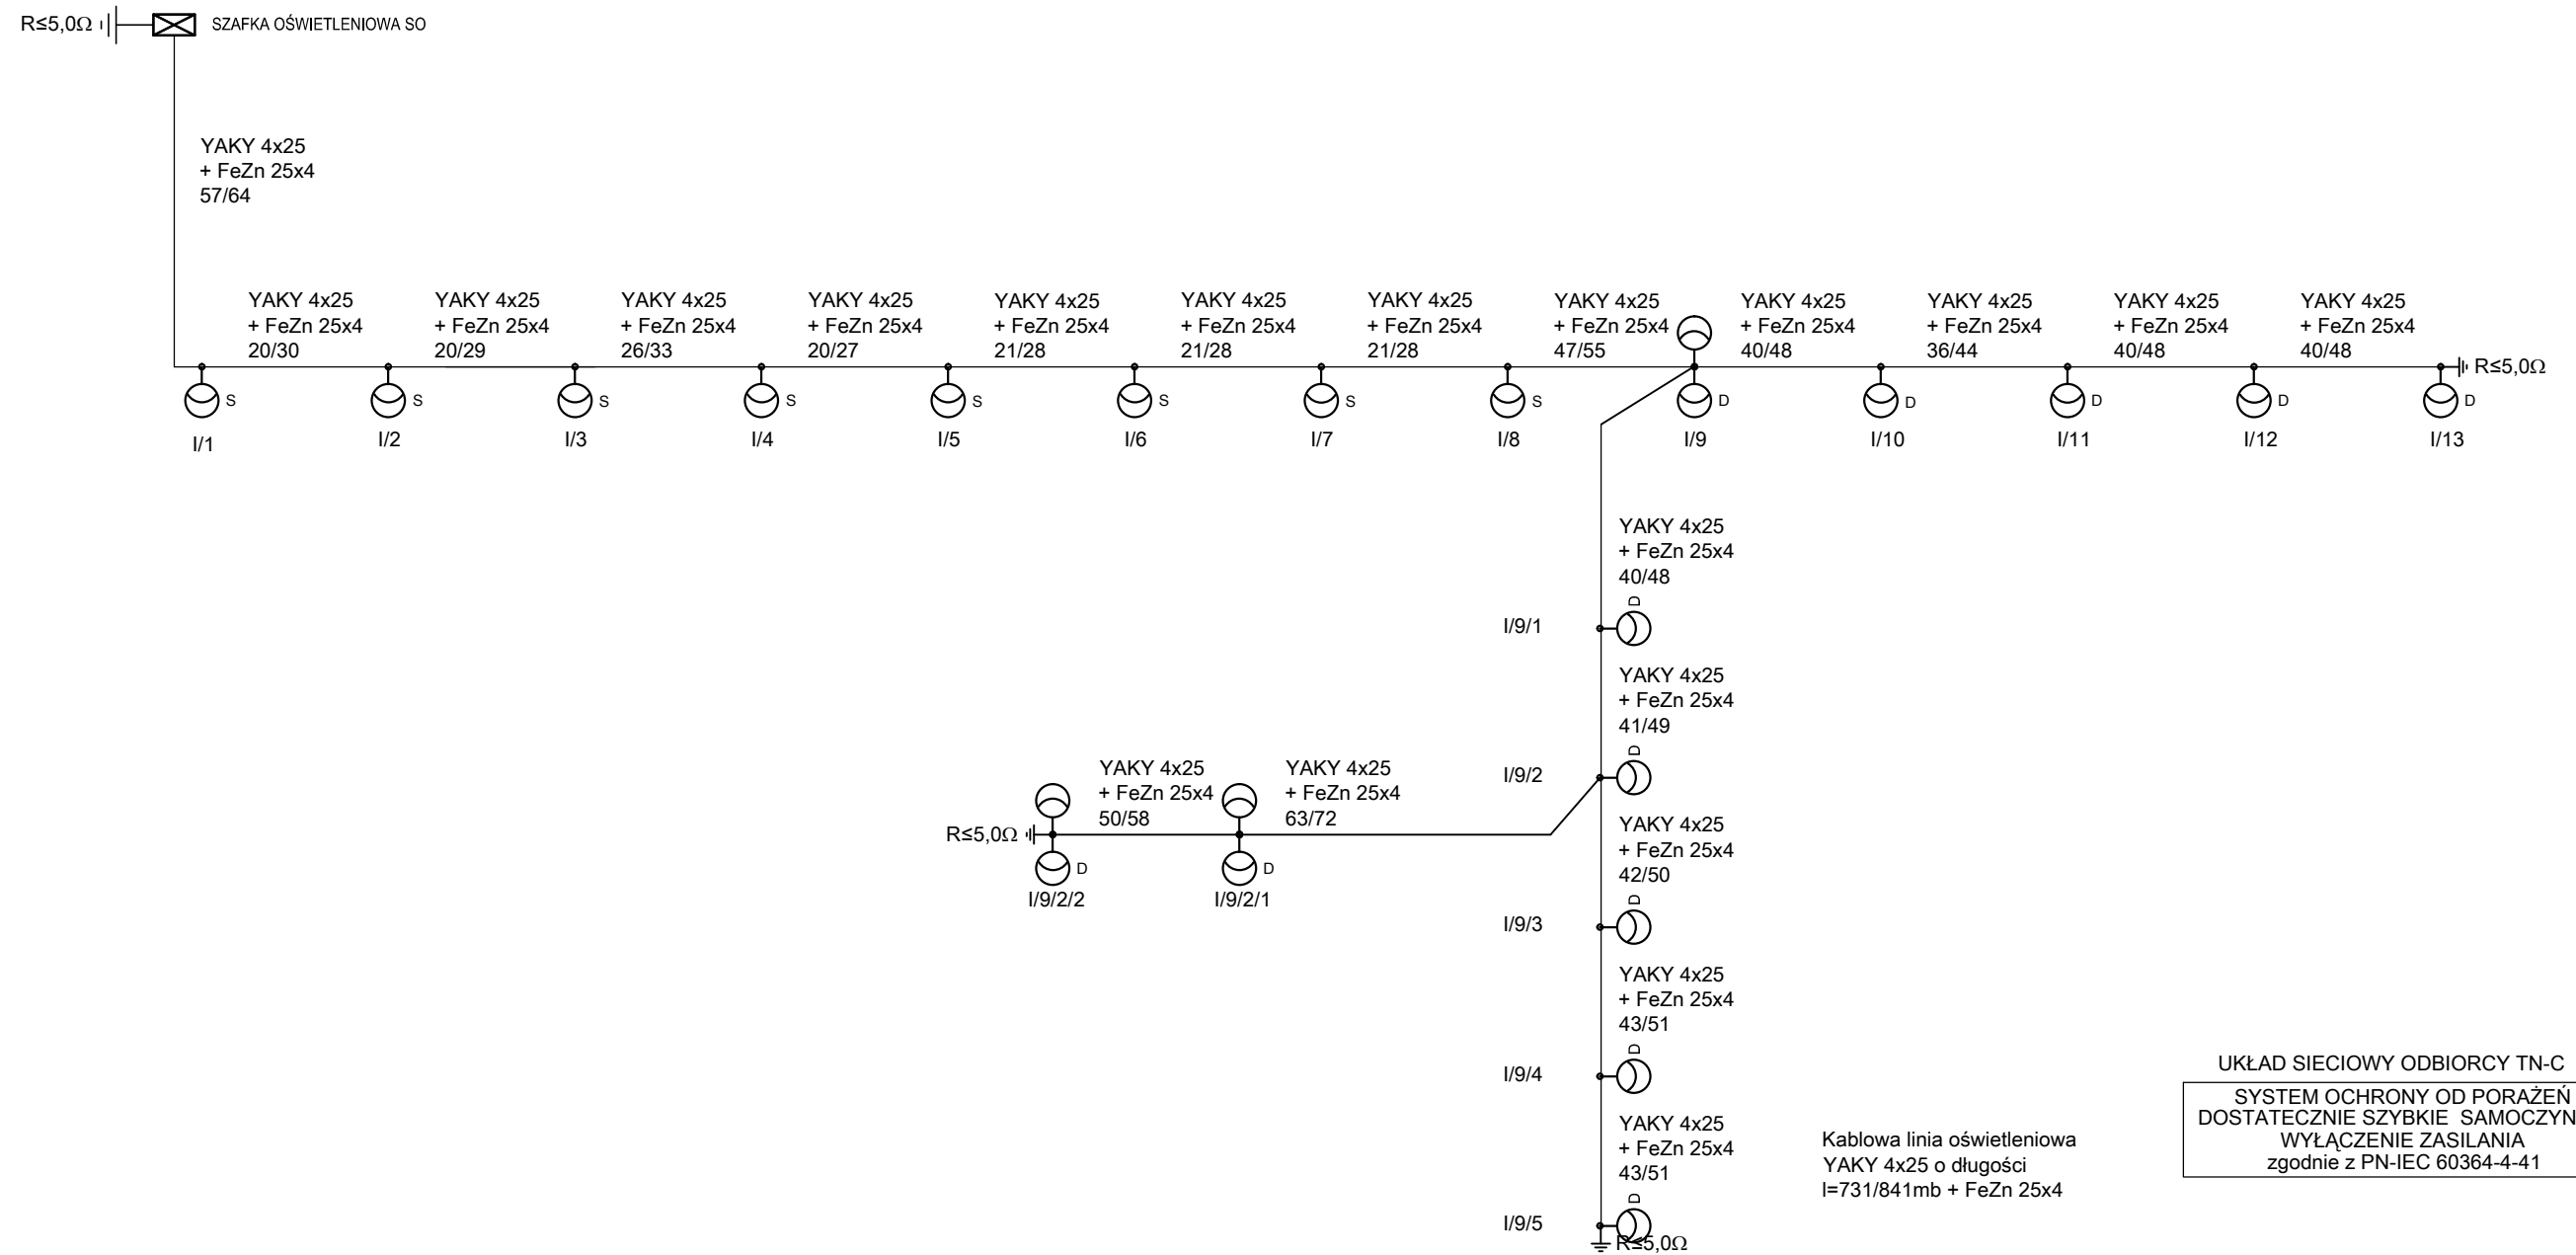 R≤5,0Ω
SZAFKA OŚWIETLENIOWA SO
YAKY 4x25
+ FeZn 25x4
57/64
YAKY 4x25
+ FeZn 25x4
20/30
YAKY 4x25
+ FeZn 25x4
20/29
YAKY 4x25
+ FeZn 25x4
26/33
YAKY 4x25
+ FeZn 25x4
20/27
YAKY 4x25
+ FeZn 25x4
21/28
YAKY 4x25
+ FeZn 25x4
21/28
YAKY 4x25
+ FeZn 25x4
21/28
YAKY 4x25
+ FeZn 25x4
47/55
YAKY 4x25
+ FeZn 25x4
40/48
YAKY 4x25
+ FeZn 25x4
36/44
YAKY 4x25
+ FeZn 25x4
40/48
YAKY 4x25
+ FeZn 25x4
40/48
R≤5,0Ω
S
S
S
S
S
S
S
S
D
D
D
D
D
I/1
I/2
I/3
I/4
I/5
I/6
I/7
I/8
I/9
I/10
I/11
I/12
I/13
YAKY 4x25
+ FeZn 25x4
40/48
D
I/9/1
YAKY 4x25
+ FeZn 25x4
41/49
D
I/9/2
YAKY 4x25
+ FeZn 25x4
50/58
YAKY 4x25
+ FeZn 25x4
63/72
R≤5,0Ω
D
D
I/9/2/2
I/9/2/1
YAKY 4x25
+ FeZn 25x4
42/50
D
I/9/3
YAKY 4x25
+ FeZn 25x4
43/51
D
I/9/4
YAKY 4x25
+ FeZn 25x4
43/51
D
I/9/5
R≤5,0Ω
Kablowa linia oświetleniowa
YAKY 4x25 o długości
l=731/841mb + FeZn 25x4
UKŁAD SIECIOWY ODBIORCY TN-C
SYSTEM OCHRONY OD PORAŻEŃ
DOSTATECZNIE SZYBKIE SAMOCZYN
WYŁĄCZENIE ZASILANIA
zgodnie z PN-IEC 60364-4-41